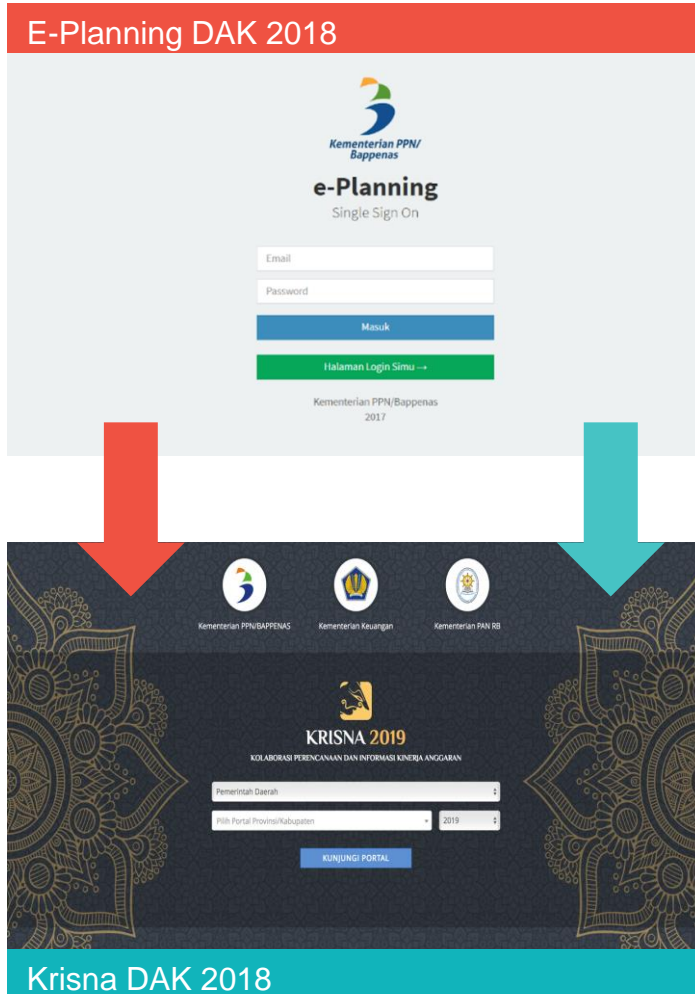 E-Planning DAK 2018
Kementerian PPN/
Bappenas
e-Planning
Single Sign On
Email
Password
Masuk
Halaman Login Simu →
Kementerian PPN/Bappenas
2017
Kementerian PPN/BAPPENAS
Kementerian Keuangan
Kementerian PAN RB
KRISNA 2019
KOLABORASI PERENCANAAN DAN INFORMASI KINERJA ANGGARAN
Pemerintah Daerah
Pilih Portal Provinsi/Kabupaten
2019
KUNJUNGI PORTAL
Krisna DAK 2018